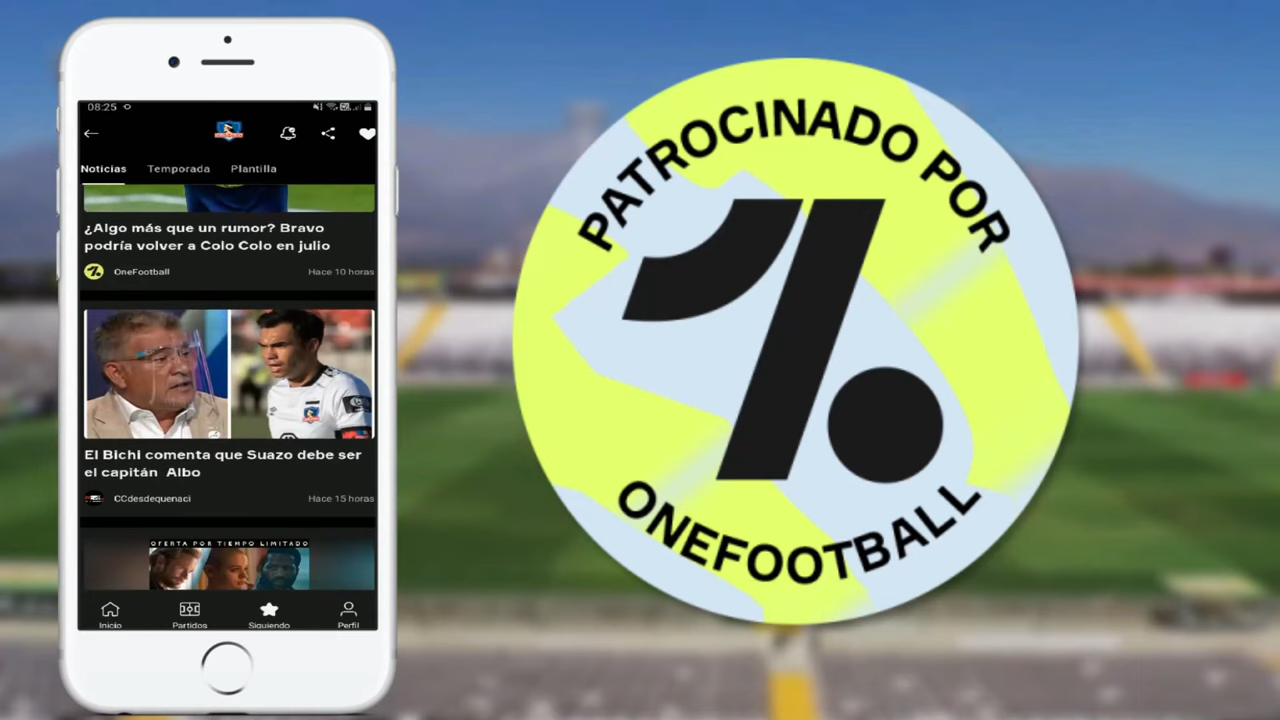 08:25
Noticias Temporada Plantilla
¿Algo más que un rumor? Bravo
podría volver a Colo Colo en julio
OneFootball Hace 10 horas
El Bichi comenta que Suazo debe ser
el capitán Albo
CCdesdequenaci Hace 15 horas
OFERTA POR TIEMPO LIMITADO
Inicio Partidos Siguiendo Perfil
PATROCINADO POR
ONEFOOTBALL